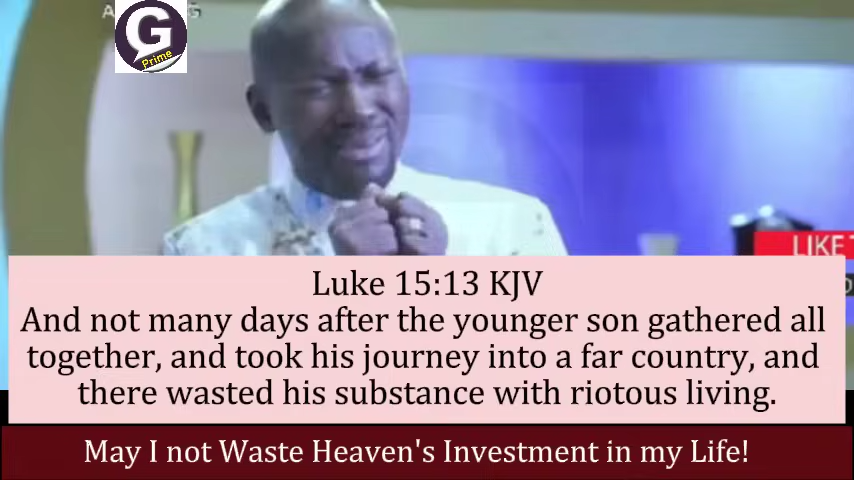 G
Prime
LIKE
Luke 15:13 KJV
And not many days after the younger son gathered all
together, and took his journey into a far country, and
there wasted his substance with riotous living.
May I not Waste Heaven's Investment in my Life!